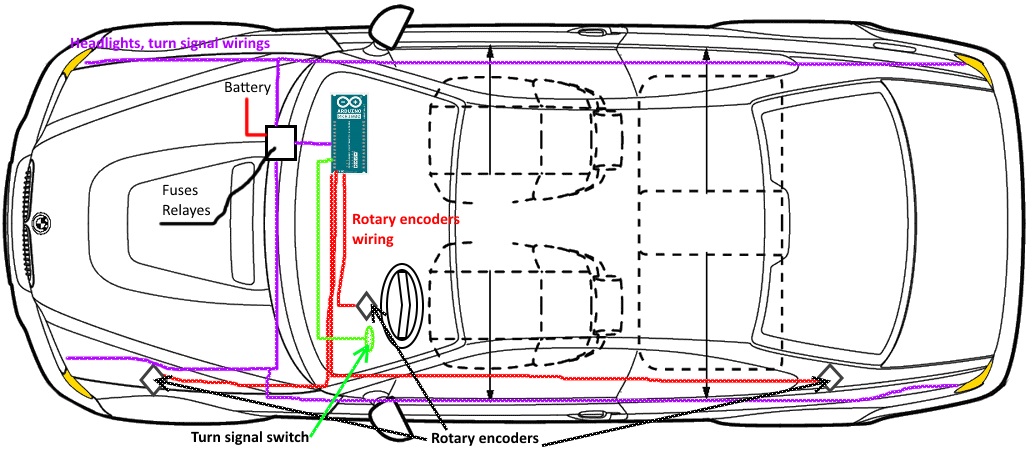 Headlights, turn signal wirings
Battery
ARDUINO
Fuses
Relayes
Rotary encoders
wiring
Turn signal switch
Rotary encoders